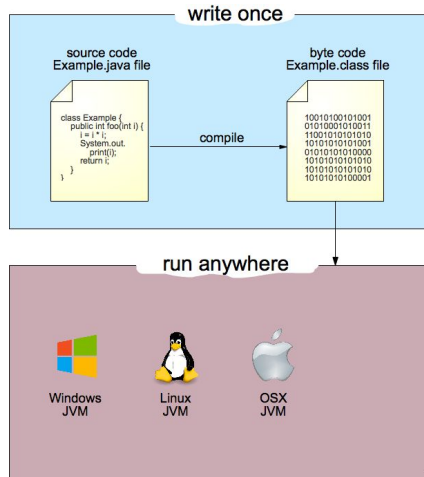 write once
source code
Example.java file
byte code
Example.class file
class Example {
public int foo(int i) {
i = i * i;
System.out.
print(i);
return i;
}
}
compile
10010100101001
01010001010011
11001010101010
10101010101001
01010101010000
10101010101010
10101010101010
10101010100001
run anywhere
Windows
JVM
Linux
JVM
OSX
JVM